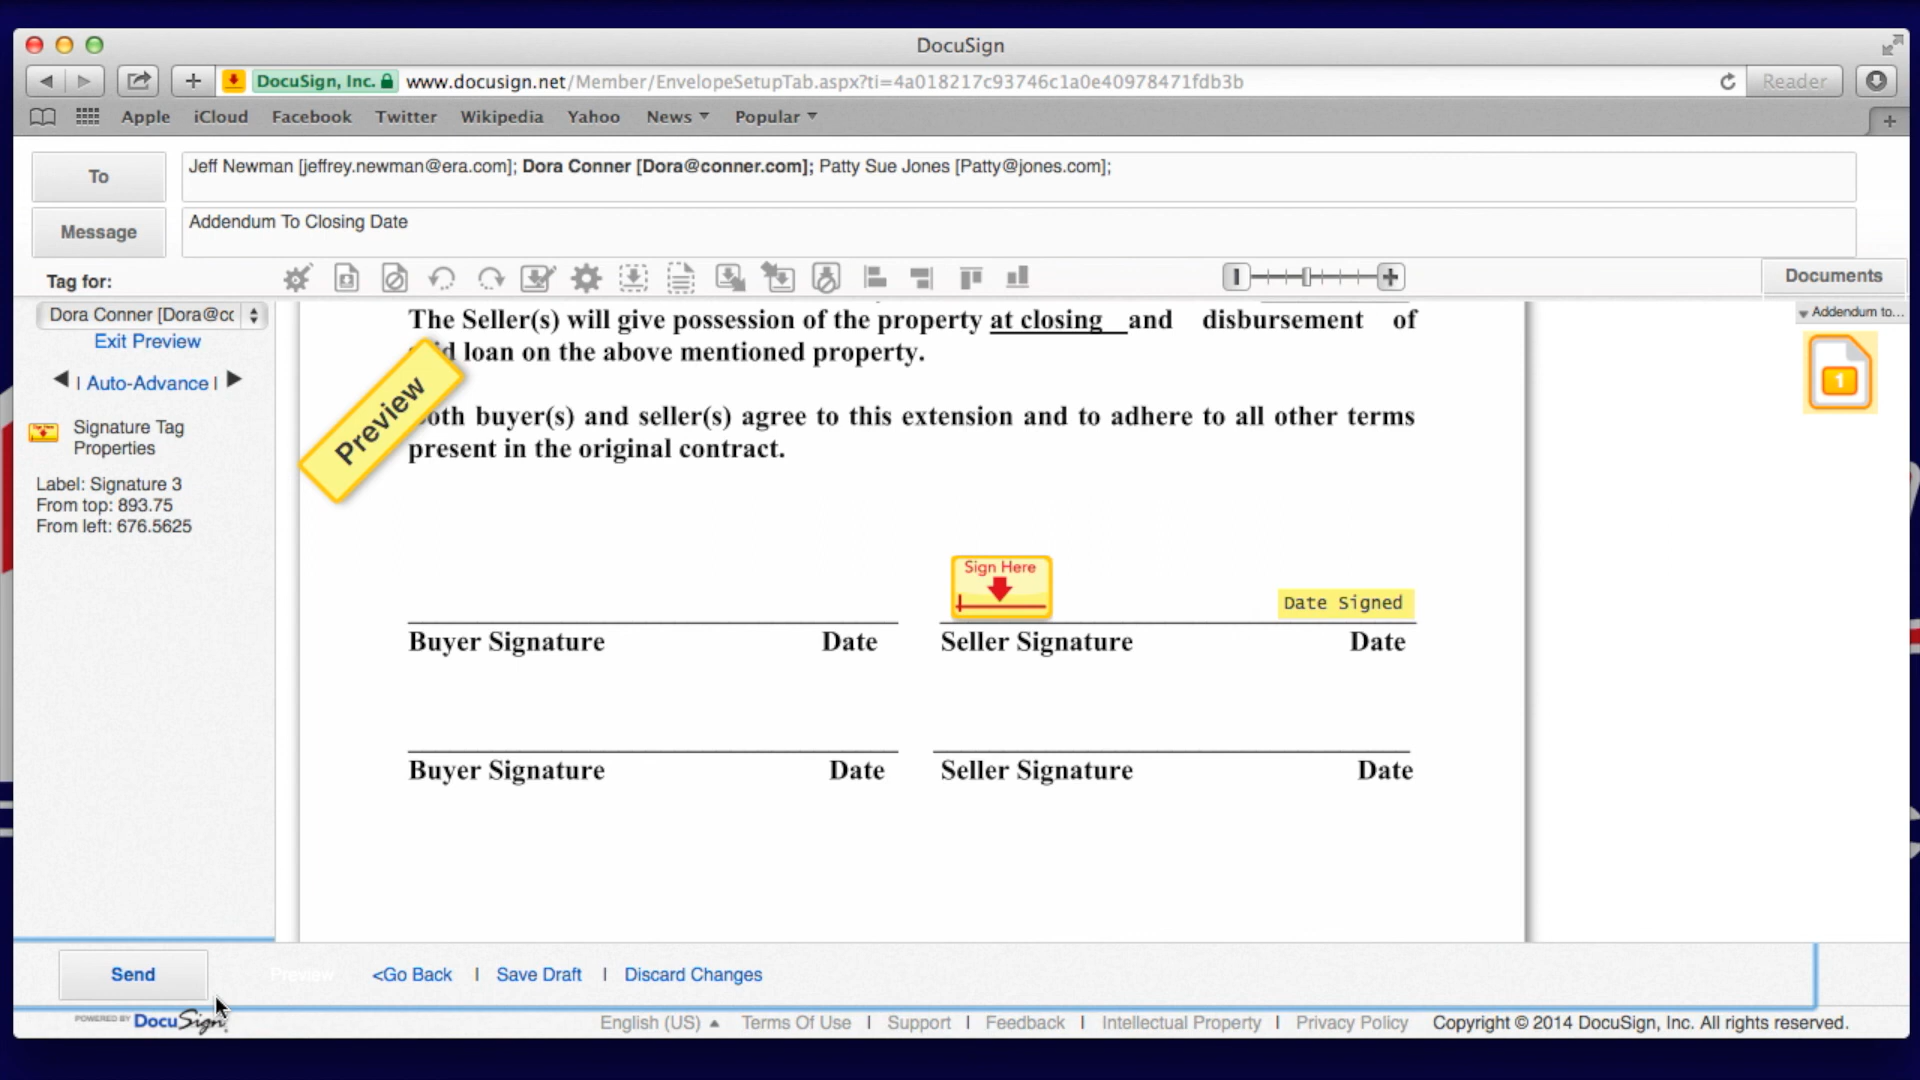 DocuSign
DocuSign, Inc. www.docusign.net/Member/EnvelopeSetupTab.aspx?ti=4a018217c93746c1a0e40978471fdb3b
Reader
Apple iCloud Facebook Twitter Wikipedia Yahoo News Popular
To
Jeff Newman [jeffrey.newman@era.com]; Dora Conner [Dora@conner.com]; Patty Sue Jones [Patty@jones.com];
Message
Addendum To Closing Date
Tag for:
Documents
Dora Conner [Dora@cc
Exit Preview
| Auto-Advance |
Signature Tag
Properties
Label: Signature 3
From top: 893.75
From left: 676.5625
Addendum to...
1
The Seller(s) will give possession of the property at closing and disbursement of
loan on the above mentioned property.
Preview
oth buyer(s) and seller(s) agree to this extension and to adhere to all other terms
present in the original contract.
Sign Here
Date Signed
Buyer Signature Date Seller Signature Date
Buyer Signature Date Seller Signature Date
Send Preview <Go Back | Save Draft | Discard Changes
POWERED BY DocuSign
English (US) Terms Of Use | Support | Feedback | Intellectual Property | Privacy Policy Copyright © 2014 DocuSign, Inc. All rights reserved.